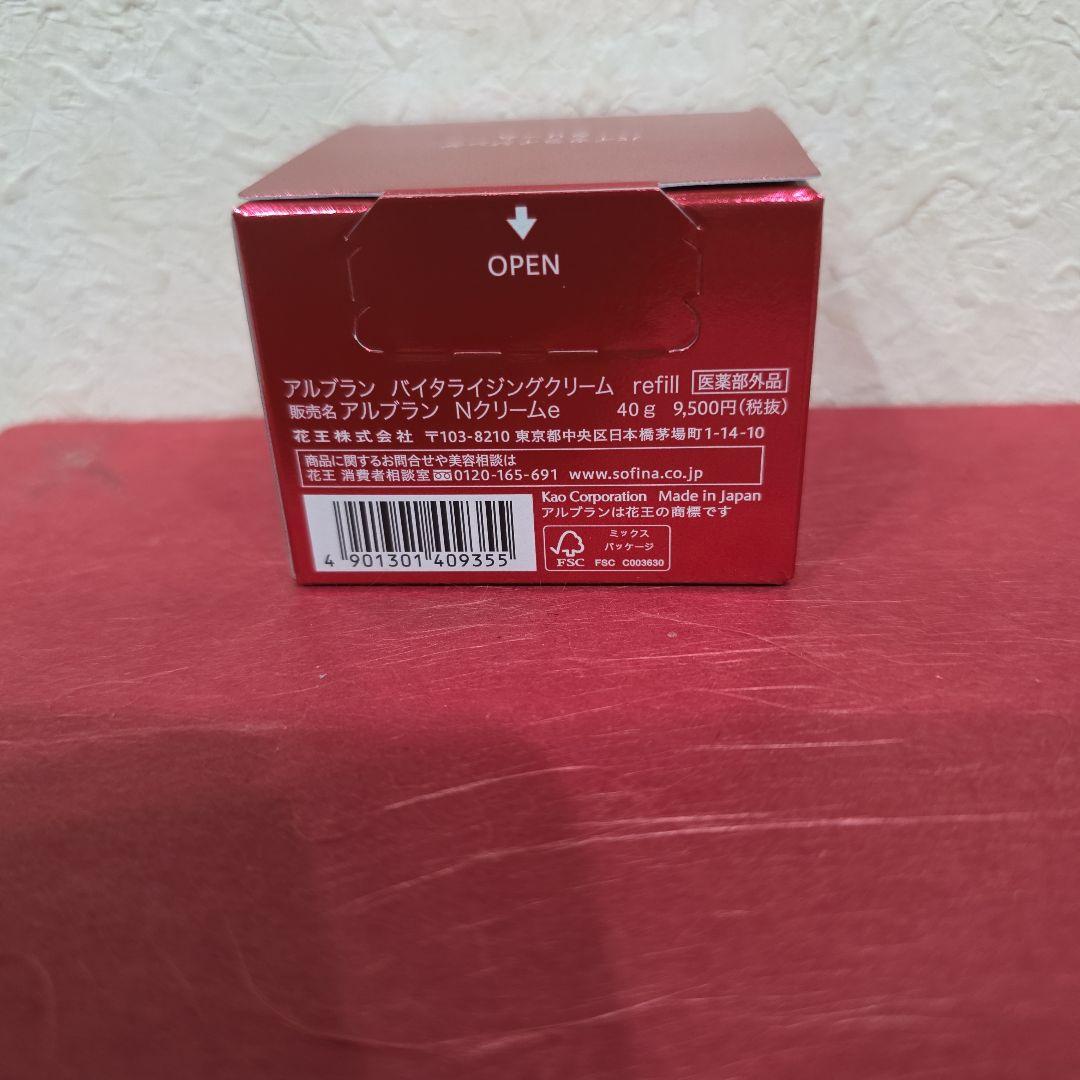 OPEN
アルブラン バイタライジングクリーム refill 医薬部外品
販売名 アルブラン Nクリームe 40g 9,500円(税抜)
花王株式会社 〒103-8210 東京都中央区日本橋茅場町1-14-10
商品に関するお問合せや美容相談は
花王 消費者相談室 0120-165-691 www.sofina.co.jp
Kao Corporation Made in Japan
アルブランは花王の商標です
4 901301 409355
ミックス
パッケージ
FSC FSC C003630